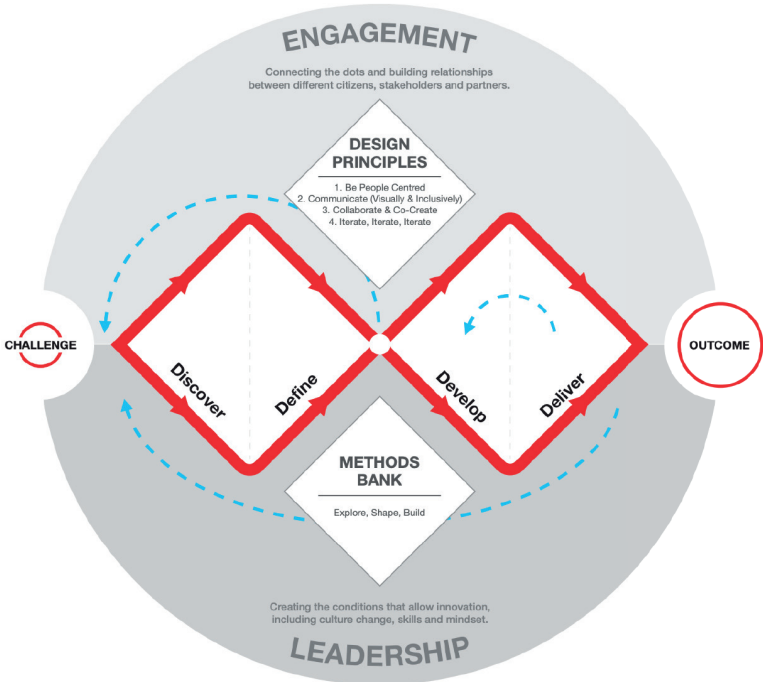 ENGAGEMENT
Connecting the dots and building relationships
between different citizens, stakeholders and partners.
DESIGN
PRINCIPLES
1. Be People Centred
2. Communicate (Visually & Inclusively)
3. Collaborate & Co-Create
4. Iterate, Iterate, Iterate
CHALLENGE
OUTCOME
Discover
Define
Develop
Deliver
METHODS
BANK
Explore, Shape, Build
Creating the conditions that allow innovation,
including culture change, skills and mindset.
LEADERSHIP